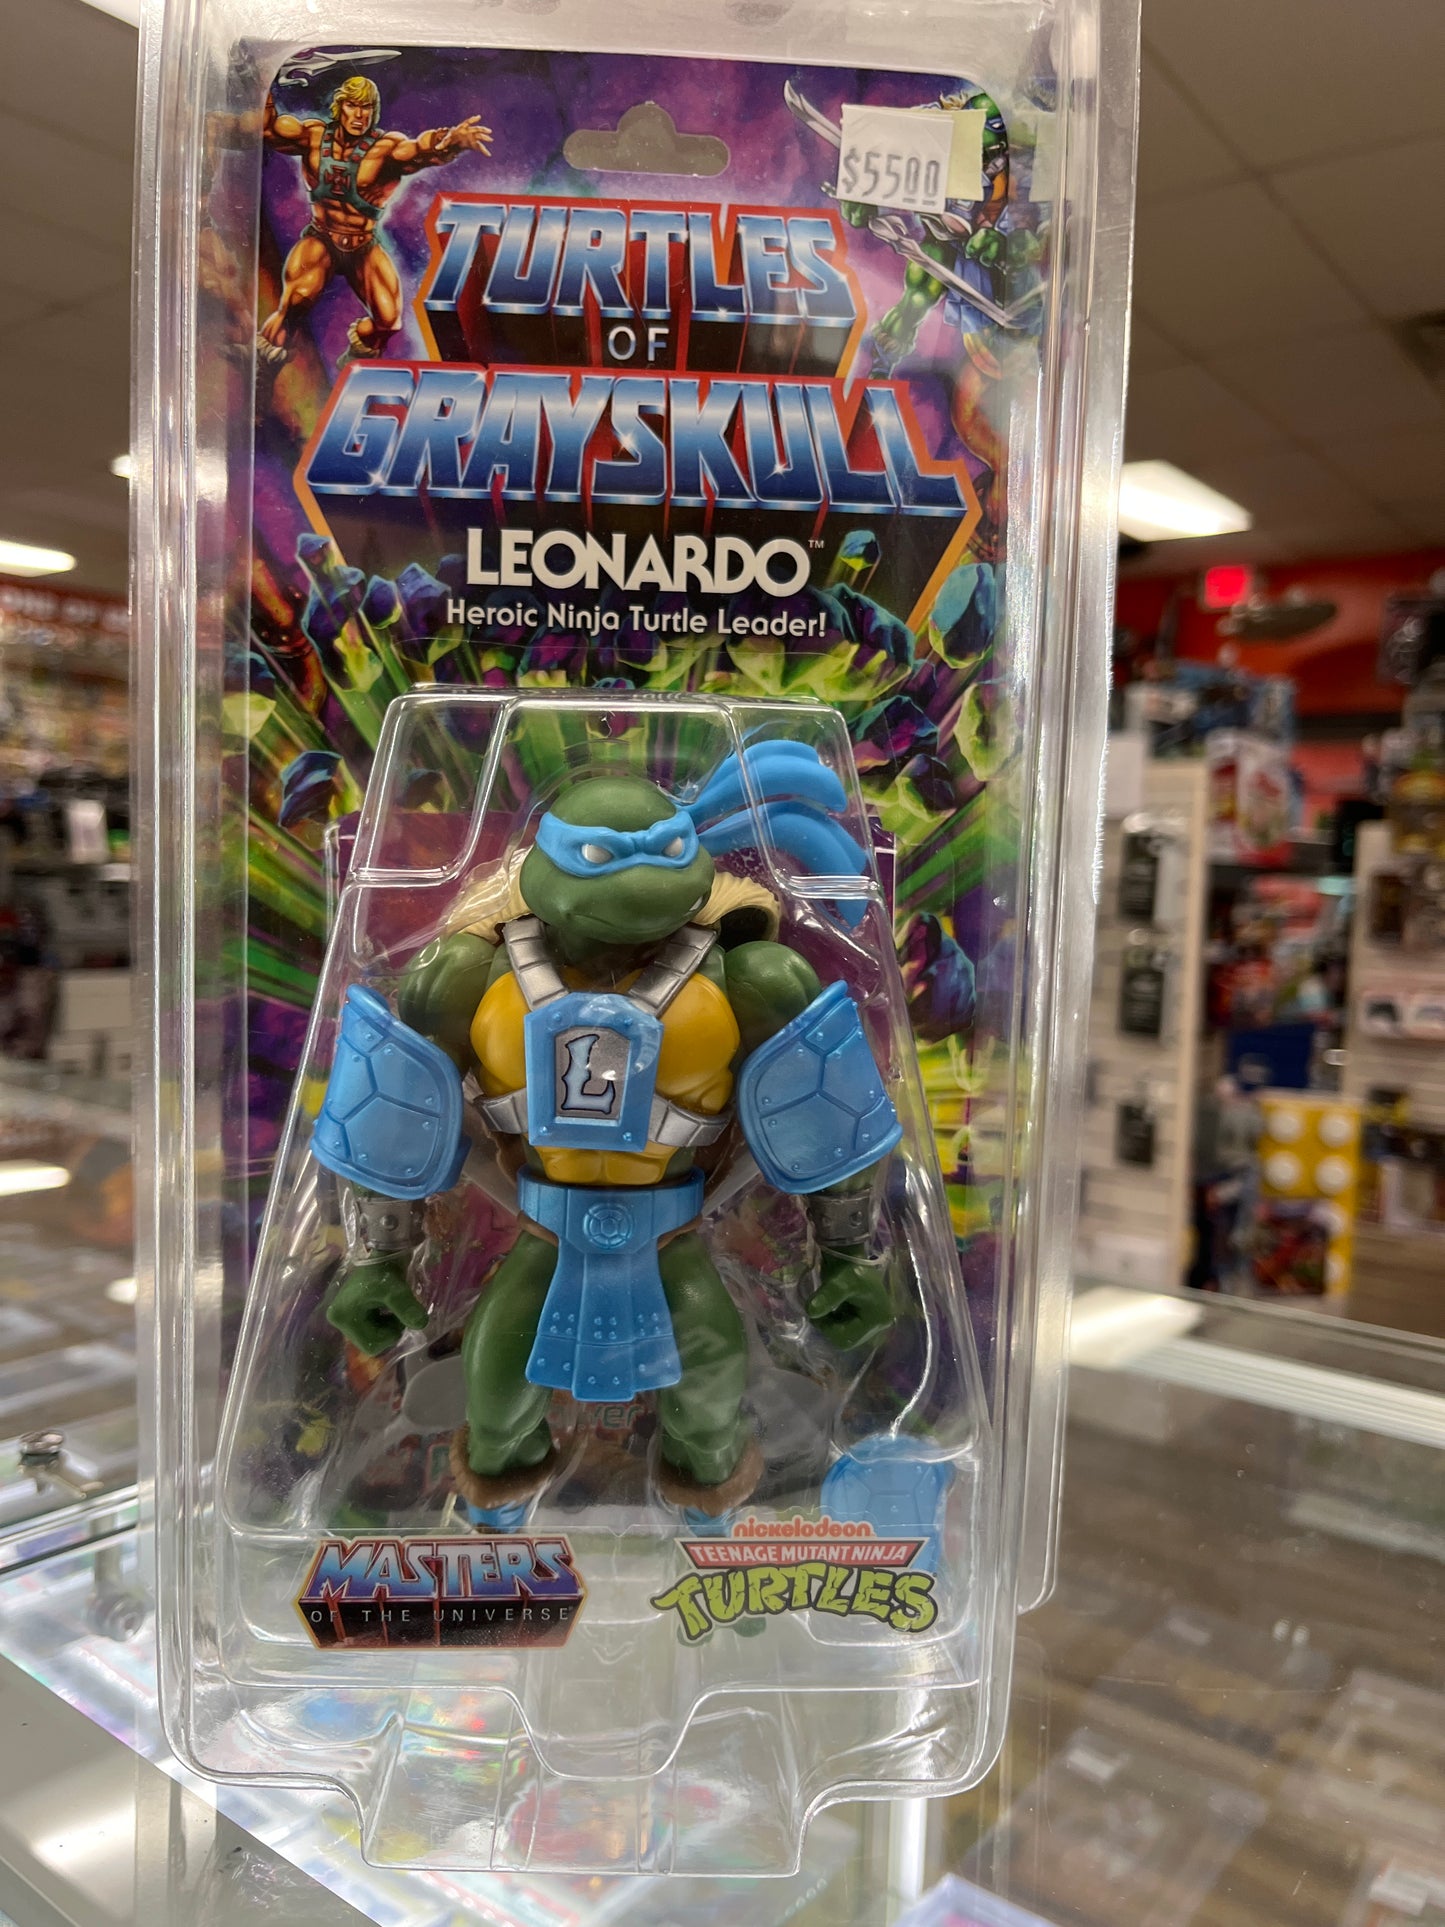 $55.00
TURTLES
OF
GRAYSKULL
LEONARDO™
Heroic Ninja Turtle Leader!
L
MASTERS
OF THE UNIVERSE
nickelodeon
TEENAGE MUTANT NINJA
TURTLES